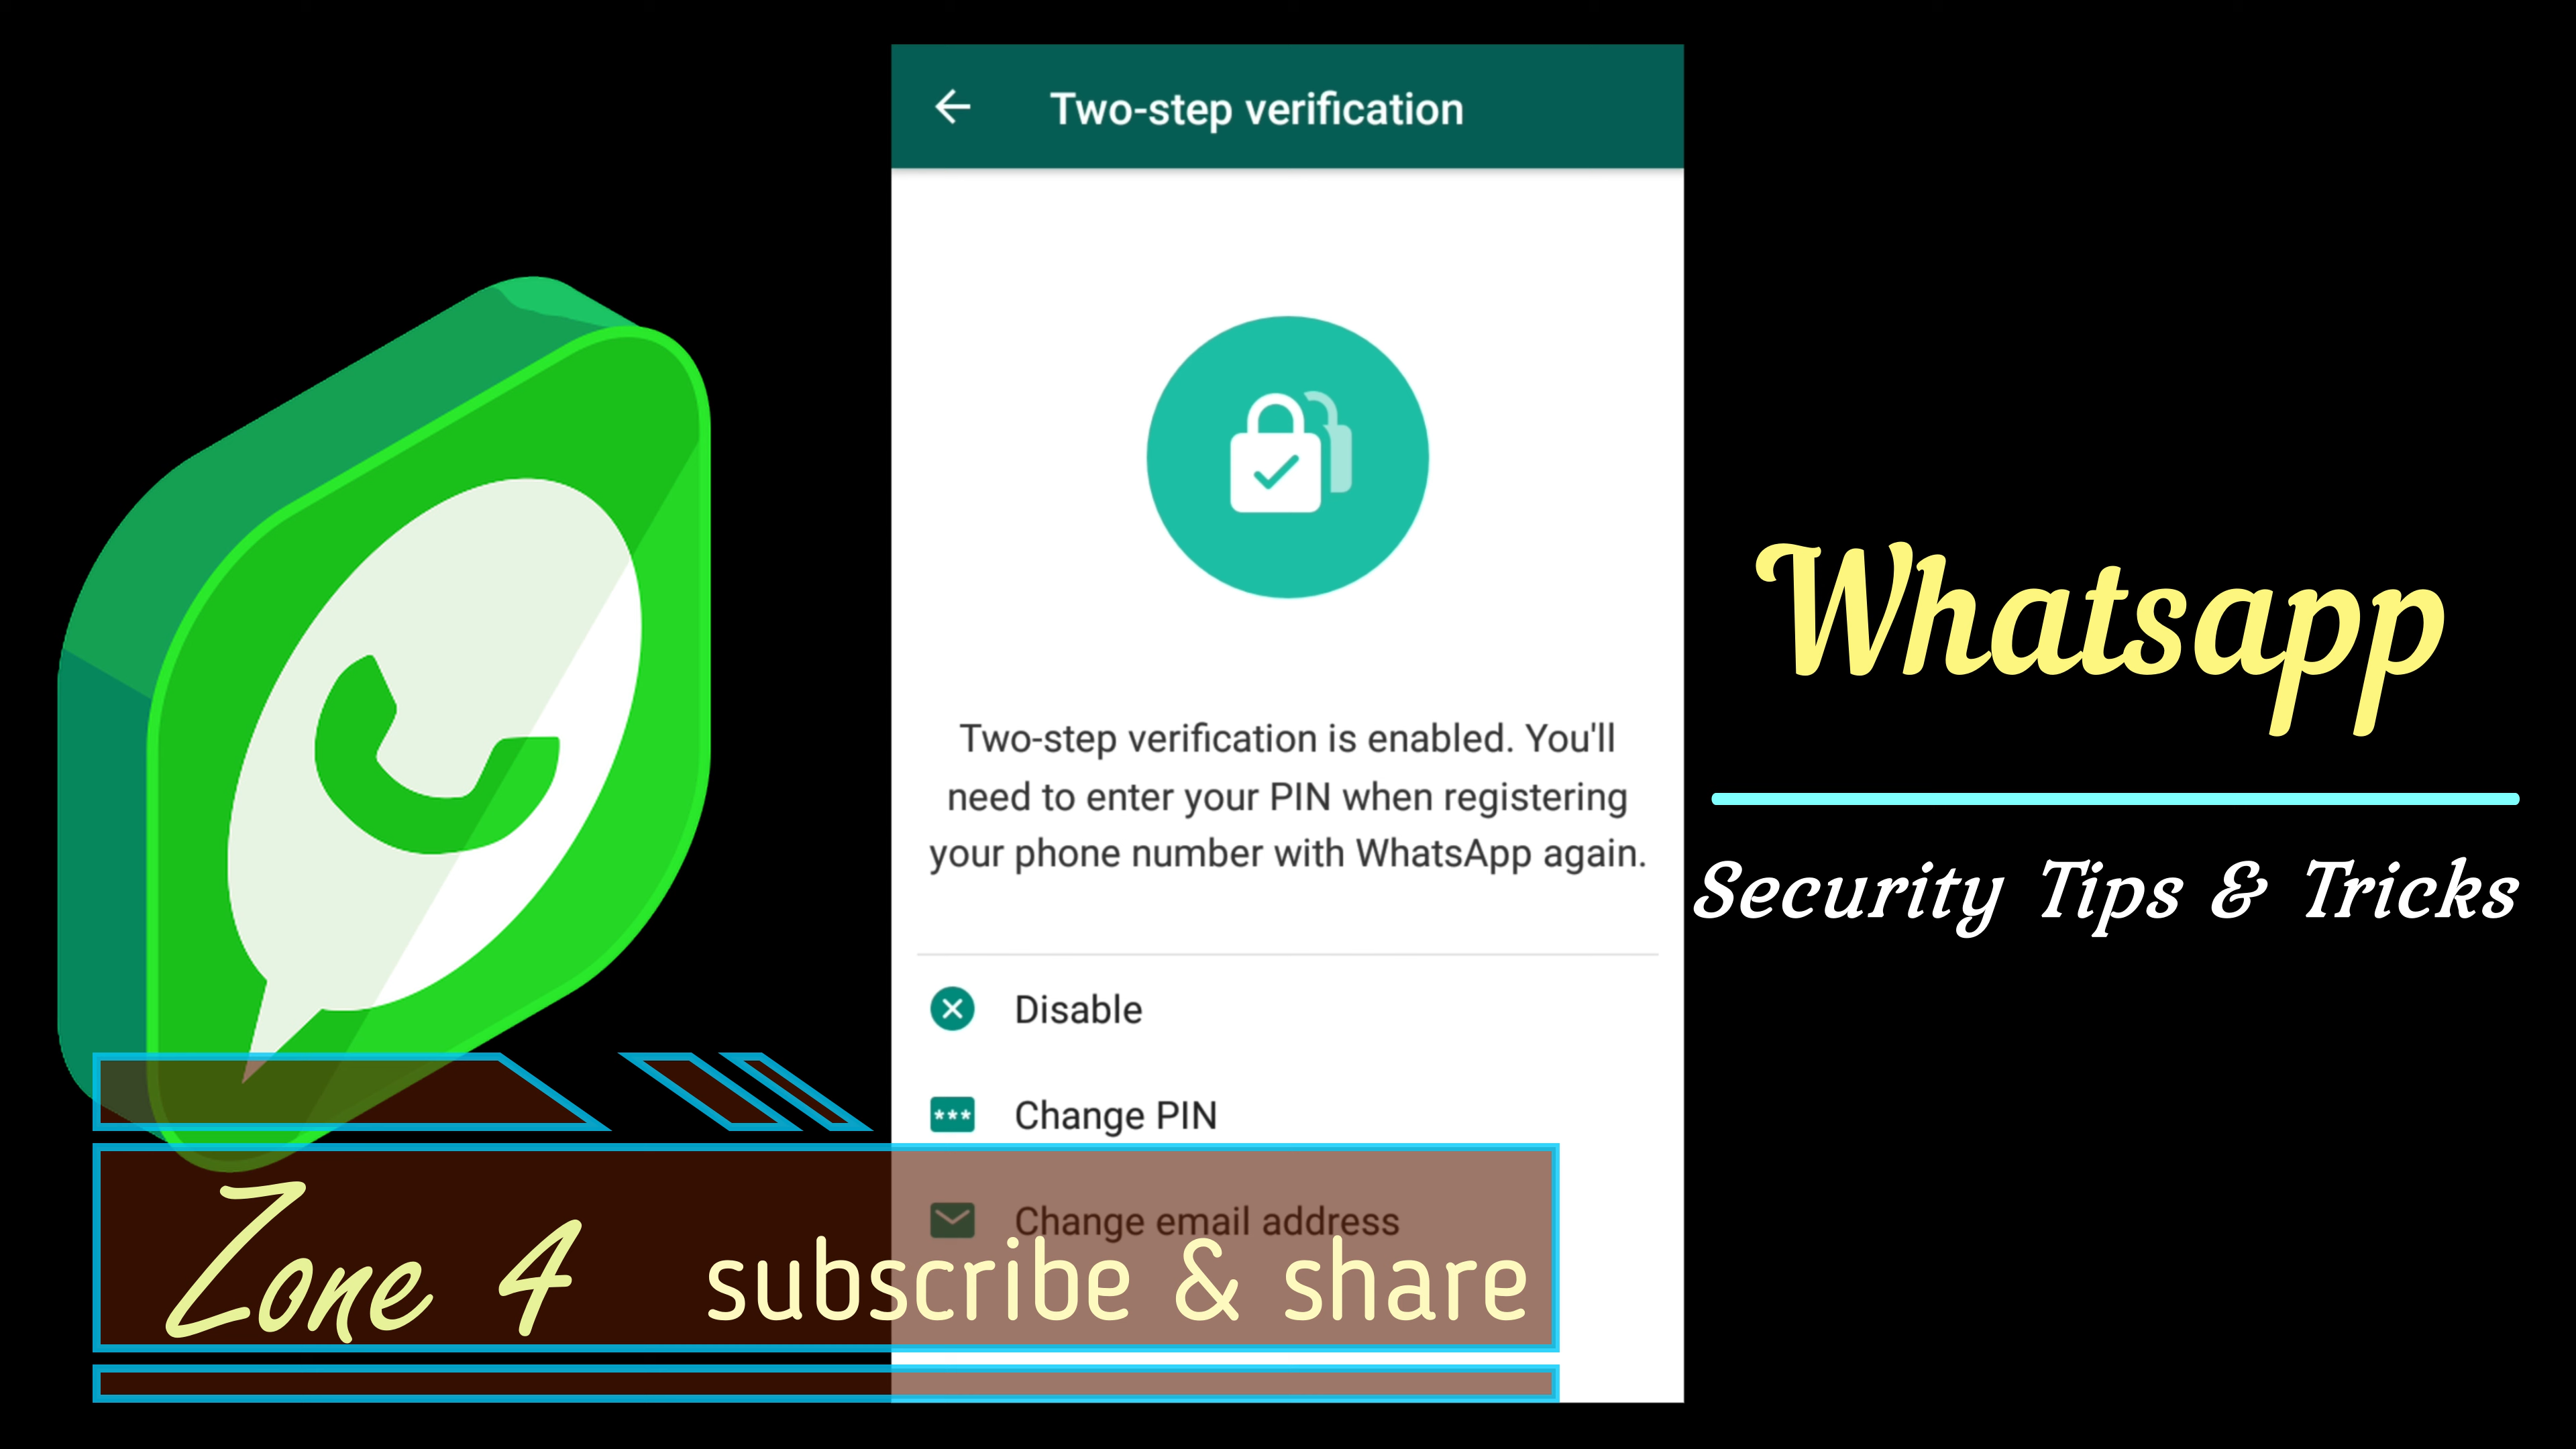 Two-step verification
Two-step verification is enabled. You'll
need to enter your PIN when registering
your phone number with WhatsApp again.
Disable
*** Change PIN
Change email address
Whatsapp
Security Tips & Tricks
Zone 4 subscribe & share